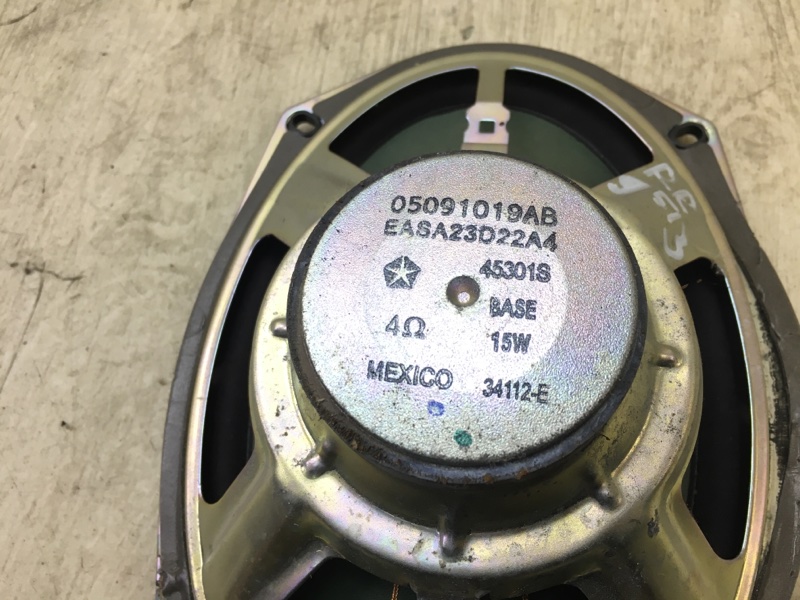 05091019AB
EASA23D22A4
45301S
BASE
4Ω
15W
MEXICO
34112-E